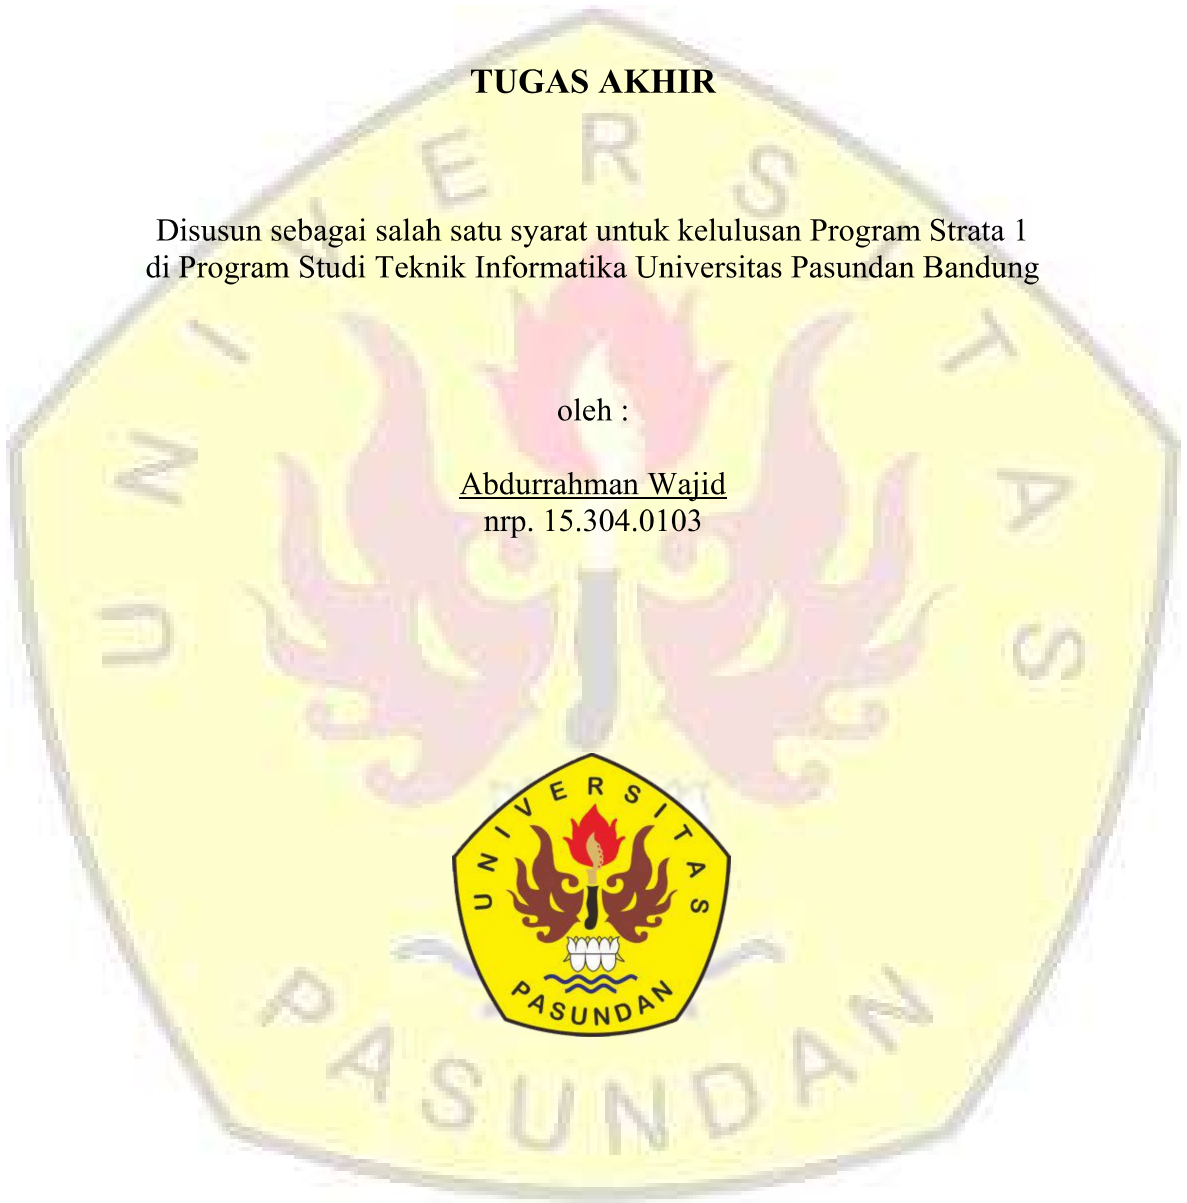 TUGAS AKHIR
Disusun sebagai salah satu syarat untuk kelulusan Program Strata 1
di Program Studi Teknik Informatika Universitas Pasundan Bandung
oleh :
Abdurrahman Wajid
nrp. 15.304.0103
UNIVERSITAS
PASUNDAN
UNIVERSITAS
PASUNDAN